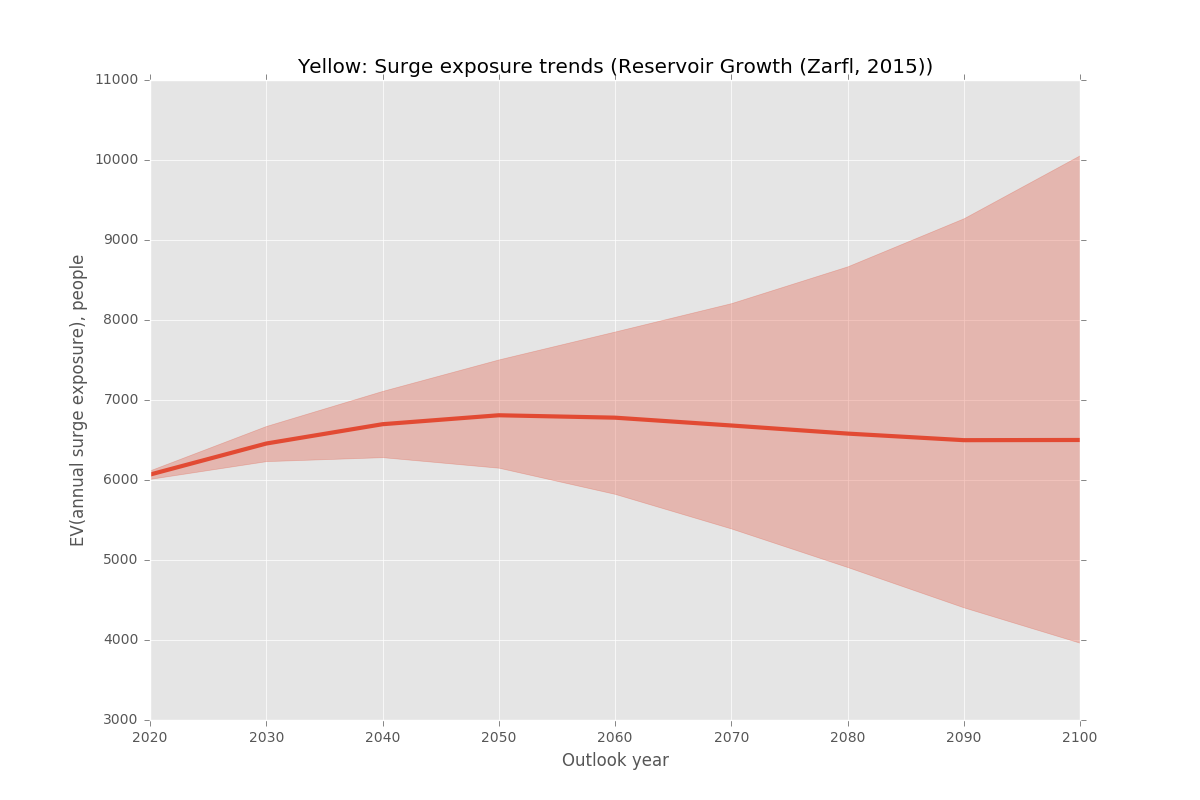 Yellow: Surge exposure trends (Reservoir Growth (Zarfl, 2015))
11000
10000
9000
8000
7000
6000
5000
4000
3000
EV(annual surge exposure), people
2020 2030 2040 2050 2060 2070 2080 2090 2100
Outlook year